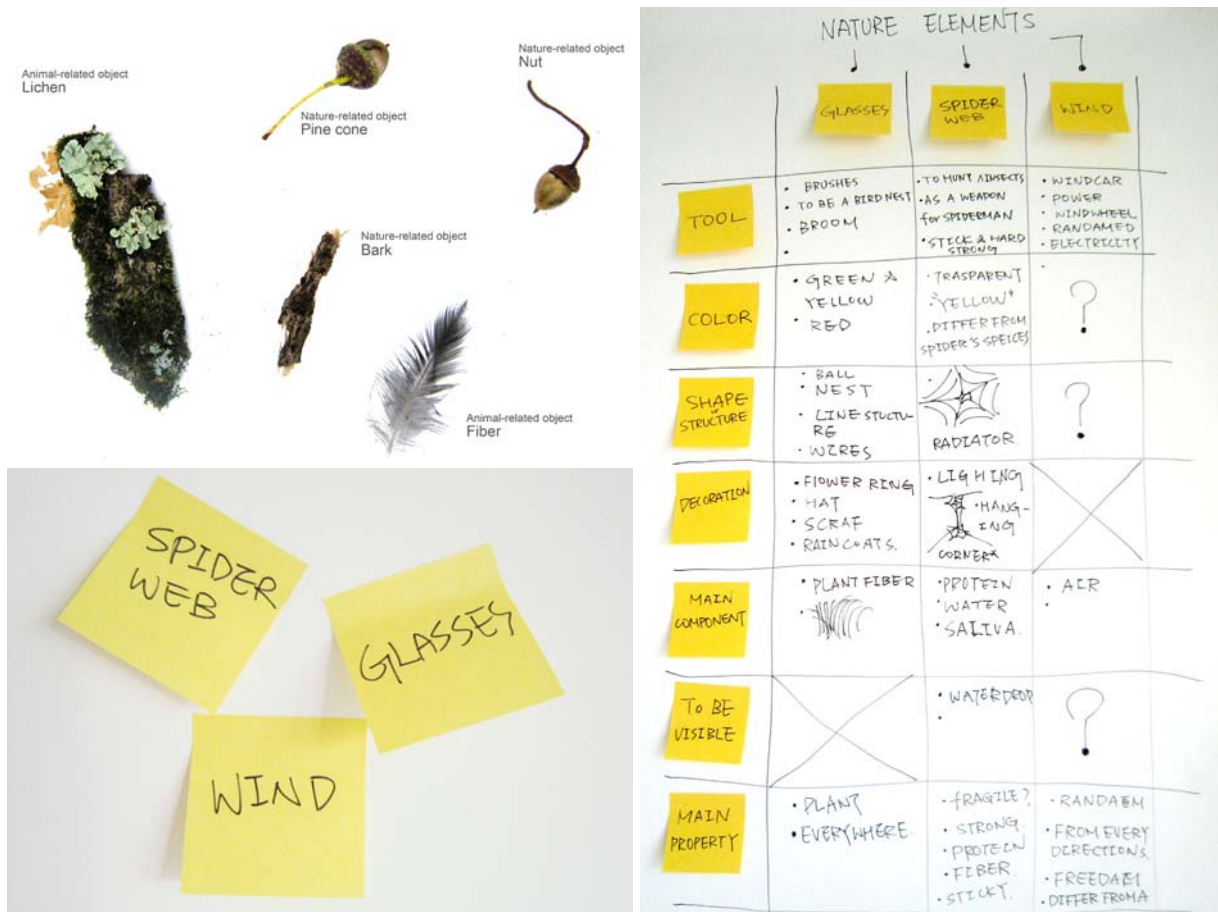 Animal-related object
Lichen
Nature-related object
Pine cone
Nature-related object
Nut
Nature-related object
Bark
Animal-related object
Fiber
SPIDER
WEB
GLASSES
WIND
NATURE ELEMENTS
GLASSES
SPIDER
WEB
WIND
TOOL
• BRUSHES
• TO BE A BIRD NEST
• BROOM
•
• TO HUNT AINSECTS
• AS A WEAPON
for SPIDERMAN
• STICK & HARD
STRONG
• WINDCAR
• POWER
• WINDWHEEL
• RANDAMED
• ELECTRICITY
COLOR
• GREEN &
YELLOW
• RED
• TRASPARENT
• "YELLOW"
• DIFFER FROM
SPIDER'S SPEICES
?
SHAPE
or
STRUCTURE
• BALL
• NEST
• LINE STUCTU-
RE
• WIRES
RADIATOR.
?
DECORATION
• FLOWER RING
• HAT
• SCRAF
• RAINCOATS.
• LIGHING
• HANG-
ING
CORNER
MAIN
COMPONENT
• PLANT FIBER
• PROTEIN
• WATER
• SALIVA.
• AIR
•
TO BE
VISIBLE
• WATERDROP
•
?
MAIN
PROPERTY
• PLANT
• EVERYWHERE.
• fRAGILE?
• STRONG.
• PROTEIN
• FIBER.
• STICKY.
• RANDAEM
• FROM EVERY
DIRECTIONS.
• FREEDAEM
• DIFFER FROM A